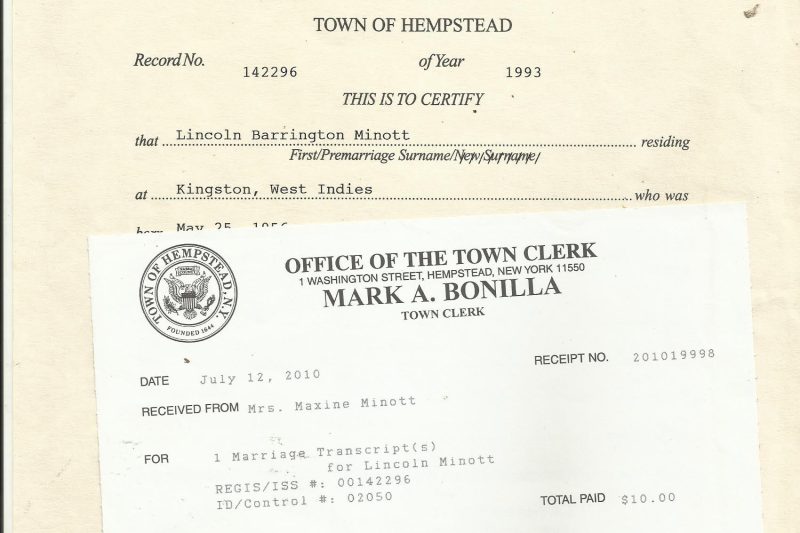 TOWN OF HEMPSTEAD
Record No. 142296 of Year 1993
THIS IS TO CERTIFY
that Lincoln Barrington Minott residing
First/Premarriage Surname/New Surname/
at Kingston, West Indies who was
born May 25, 1956
TOWN OF HEMPSTEAD, N.Y.
FOUNDED 1644
OFFICE OF THE TOWN CLERK
1 WASHINGTON STREET, HEMPSTEAD, NEW YORK 11550
MARK A. BONILLA
TOWN CLERK
RECEIPT NO. 201019998
DATE July 12, 2010
RECEIVED FROM Mrs. Maxine Minott
FOR 1 Marriage Transcript(s)
for Lincoln Minott
REGIS/ISS #: 00142296
ID/Control #: 02050
TOTAL PAID $10.00